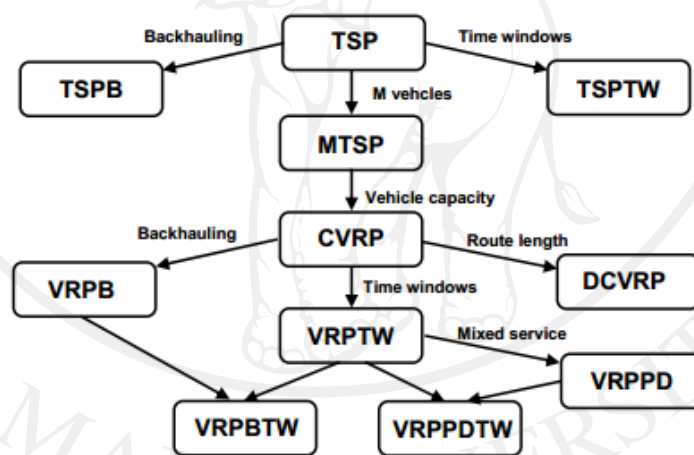 Backhauling
TSP
Time windows
TSPB
TSPTW
M vehcles
MTSP
Vehicle capacity
Backhauling
CVRP
Route length
VRPB
Time windows
DCVRP
VRPTW
Mixed service
VRPPD
VRPBTW
VRPPDTW